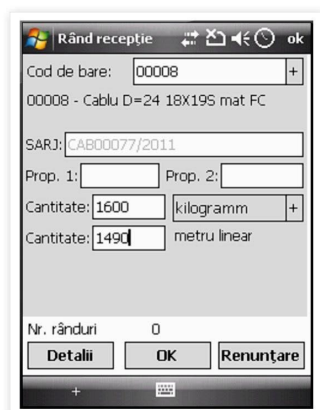 Rând recepție ok
Cod de bare: 00008 +
00008 - Cablu D=24 18X19S mat FC
SARJ: CAB00077/2011
Prop. 1: Prop. 2:
Cantitate: 1600 kilogramm +
Cantitate: 1490 metru linear
Nr. rânduri 0
Detalii OK Renunțare
+